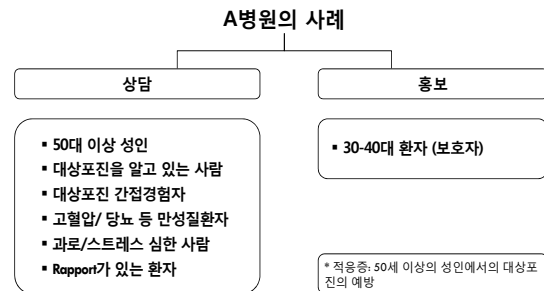 A병원의 사례
상담
홍보
▪ 50대 이상 성인
▪ 대상포진을 알고 있는 사람
▪ 대상포진 간접경험자
▪ 고혈압/ 당뇨 등 만성질환자
▪ 과로/스트레스 심한 사람
▪ Rapport가 있는 환자
▪ 30-40대 환자 (보호자)
* 적응증: 50세 이상의 성인에서의 대상포
진의 예방